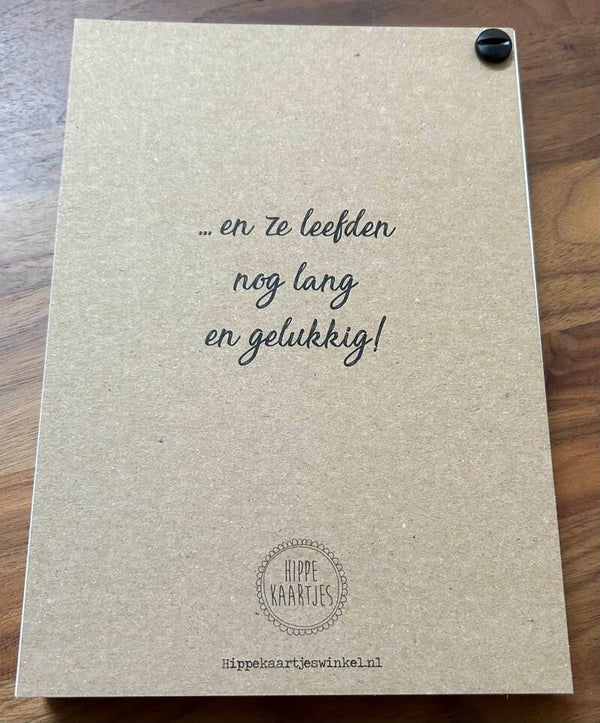 ... en ze leefden
nog lang
en gelukkig!
HIPPE
KAARTJES
Hippekaartjeswinkel.nl